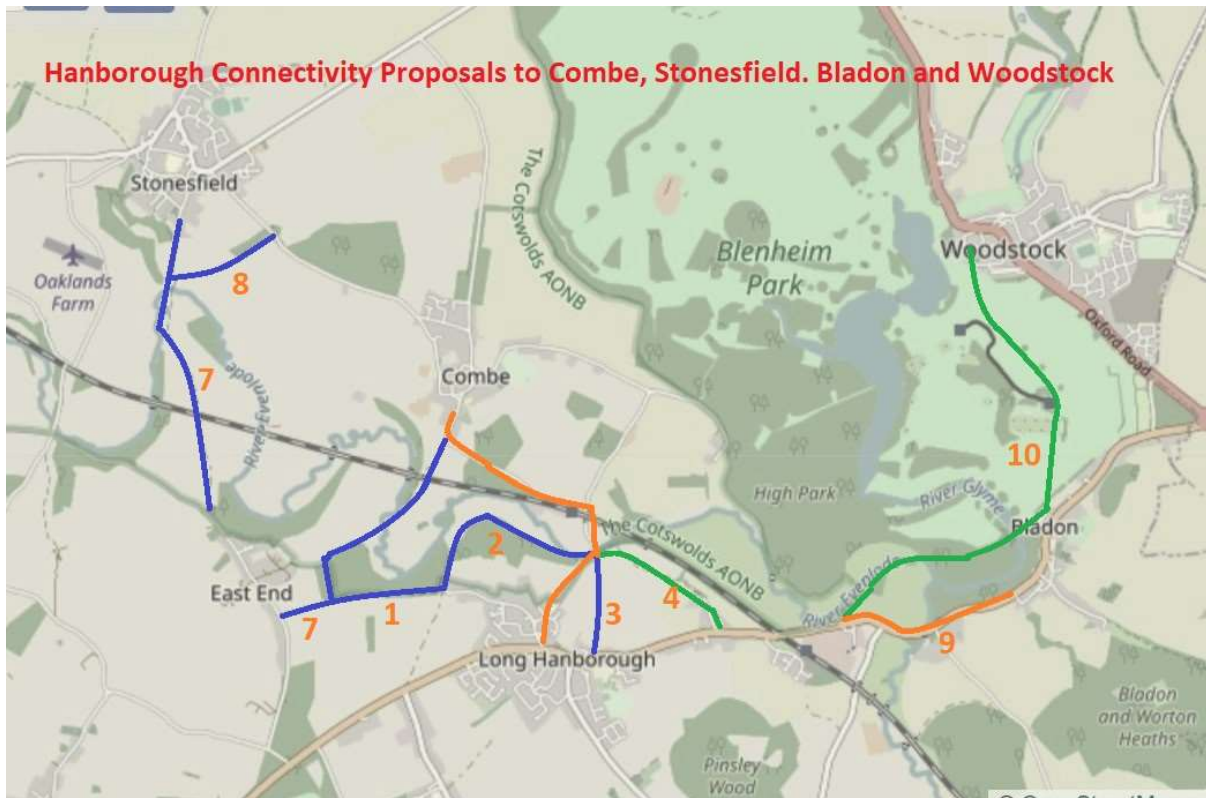 Hanborough Connectivity Proposals to Combe, Stonesfield. Bladon and Woodstock
Stonesfield
The Cotswolds AONB
Oaklands
Farm
8
Blenheim
Park
Woodstock
Oxford Road
7
River Evenlode
Combe
10
High Park
River Glyme
Bladon
2
The Cotswolds AONB
East End
7
1
3
4
River Evenlode
9
Long Hanborough
Bladon
and Worton
Heaths
Pinsley
Wood